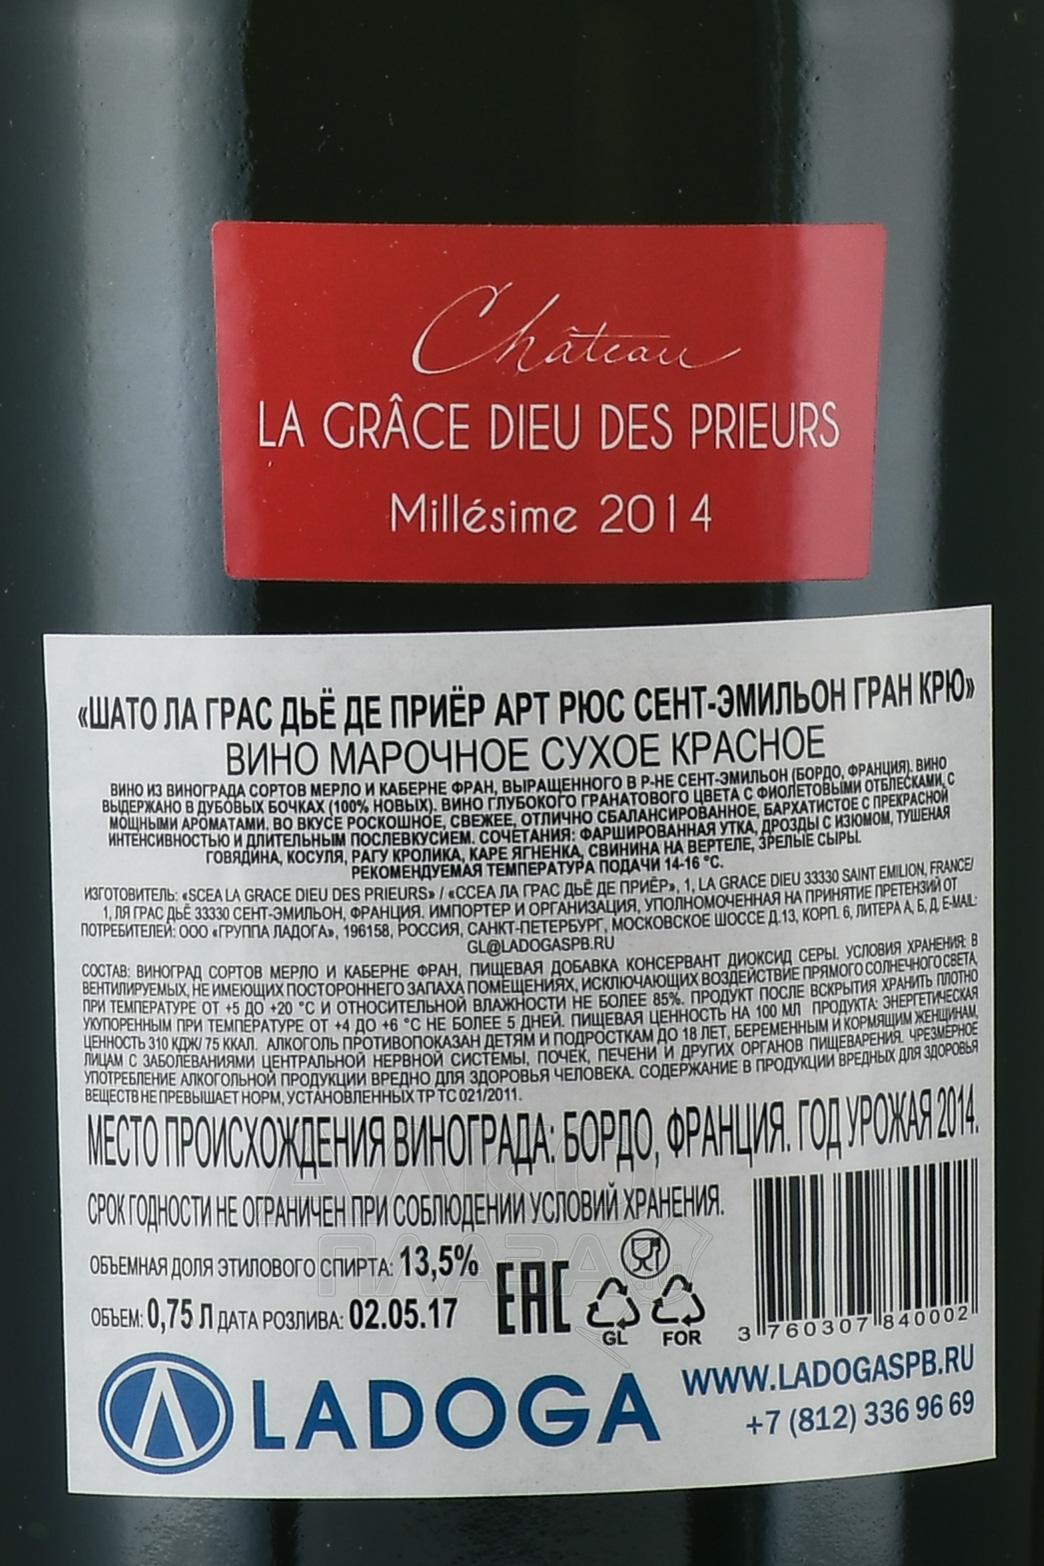 Château
LA GRÂCE DIEU DES PRIEURS
Millésime 2014
«ШАТО ЛА ГРАС ДЬЁ ДЕ ПРИЁР АРТ РЮС СЕНТ-ЭМИЛЬОН ГРАН КРЮ»
ВИНО МАРОЧНОЕ СУХОЕ КРАСНОЕ
ВИНО ИЗ ВИНОГРАДА СОРТОВ МЕРЛО И КАБЕРНЕ ФРАН, ВЫРАЩЕННОГО В Р-НЕ СЕНТ-ЭМИЛЬОН (БОРДО, ФРАНЦИЯ). ВИНО
ВЫДЕРЖАНО В ДУБОВЫХ БОЧКАХ (100% НОВЫХ). ВИНО ГЛУБОКОГО ГРАНАТОВОГО ЦВЕТА С ФИОЛЕТОВЫМИ ОТБЛЕСКАМИ, С
МОЩНЫМИ АРОМАТАМИ. ВО ВКУСЕ РОСКОШНОЕ, СВЕЖЕЕ, ОТЛИЧНО СБАЛАНСИРОВАННОЕ, БАРХАТИСТОЕ С ПРЕКРАСНОЙ
ИНТЕНСИВНОСТЬЮ И ДЛИТЕЛЬНЫМ ПОСЛЕВКУСИЕМ. СОЧЕТАНИЯ: ФАРШИРОВАННАЯ УТКА, ДРОЗДЫ С ИЗЮМОМ, ТУШЕНАЯ
ГОВЯДИНА, КОСУЛЯ, РАГУ КРОЛИКА, КАРЕ ЯГНЕНКА, СВИНИНА НА ВЕРТЕЛЕ, ЗРЕЛЫЕ СЫРЫ.
РЕКОМЕНДУЕМАЯ ТЕМПЕРАТУРА ПОДАЧИ 14-16 °С.
ИЗГОТОВИТЕЛЬ: «SCEA LA GRACE DIEU DES PRIEURS» / «ССЕА ЛА ГРАС ДЬЁ ДЕ ПРИЁР», 1, LA GRACE DIEU 33330 SAINT EMILION, FRANCE/
1, ЛЯ ГРАС ДЬЁ 33330 СЕНТ-ЭМИЛЬОН, ФРАНЦИЯ. ИМПОРТЕР И ОРГАНИЗАЦИЯ, УПОЛНОМОЧЕННАЯ НА ПРИНЯТИЕ ПРЕТЕНЗИЙ ОТ
ПОТРЕБИТЕЛЕЙ: ООО «ГРУППА ЛАДОГА», 196158, РОССИЯ, САНКТ-ПЕТЕРБУРГ, МОСКОВСКОЕ ШОССЕ Д.13, КОРП. 6, ЛИТЕРА А, Б, Д, E-MAIL:
GL@LADOGASPB.RU
СОСТАВ: ВИНОГРАД СОРТОВ МЕРЛО И КАБЕРНЕ ФРАН, ПИЩЕВАЯ ДОБАВКА КОНСЕРВАНТ ДИОКСИД СЕРЫ. УСЛОВИЯ ХРАНЕНИЯ: В
ВЕНТИЛИРУЕМЫХ, НЕ ИМЕЮЩИХ ПОСТОРОННЕГО ЗАПАХА ПОМЕЩЕНИЯХ, ИСКЛЮЧАЮЩИХ ВОЗДЕЙСТВИЕ ПРЯМОГО СОЛНЕЧНОГО СВЕТА,
ПРИ ТЕМПЕРАТУРЕ ОТ +5 ДО +20 °С И ОТНОСИТЕЛЬНОЙ ВЛАЖНОСТИ НЕ БОЛЕЕ 85%. ПРОДУКТ ПОСЛЕ ВСКРЫТИЯ ХРАНИТЬ ПЛОТНО
УКУПОРЕННЫМ ПРИ ТЕМПЕРАТУРЕ ОТ +4 ДО +6 °С НЕ БОЛЕЕ 5 ДНЕЙ. ПИЩЕВАЯ ЦЕННОСТЬ НА 100 МЛ ПРОДУКТА: ЭНЕРГЕТИЧЕСКАЯ
ЦЕННОСТЬ 310 КДЖ/ 75 ККАЛ. АЛКОГОЛЬ ПРОТИВОПОКАЗАН ДЕТЯМ И ПОДРОСТКАМ ДО 18 ЛЕТ, БЕРЕМЕННЫМ И КОРМЯЩИМ ЖЕНЩИНАМ,
ЛИЦАМ С ЗАБОЛЕВАНИЯМИ ЦЕНТРАЛЬНОЙ НЕРВНОЙ СИСТЕМЫ, ПОЧЕК, ПЕЧЕНИ И ДРУГИХ ОРГАНОВ ПИЩЕВАРЕНИЯ. ЧРЕЗМЕРНОЕ
УПОТРЕБЛЕНИЕ АЛКОГОЛЬНОЙ ПРОДУКЦИИ ВРЕДНО ДЛЯ ЗДОРОВЬЯ ЧЕЛОВЕКА. СОДЕРЖАНИЕ В ПРОДУКЦИИ ВРЕДНЫХ ДЛЯ ЗДОРОВЬЯ
ВЕЩЕСТВ НЕ ПРЕВЫШАЕТ НОРМ, УСТАНОВЛЕННЫХ ТР ТС 021/2011.
МЕСТО ПРОИСХОЖДЕНИЯ ВИНОГРАДА: БОРДО, ФРАНЦИЯ. ГОД УРОЖАЯ 2014.
СРОК ГОДНОСТИ НЕ ОГРАНИЧЕН ПРИ СОБЛЮДЕНИИ УСЛОВИЙ ХРАНЕНИЯ.
ОБЪЕМНАЯ ДОЛЯ ЭТИЛОВОГО СПИРТА: 13,5%
ОБЪЕМ: 0,75 Л ДАТА РОЗЛИВА: 02.05.17
EAC
GL FOR
3 760307 840002
LADOGA
WWW.LADOGASPB.RU
+7 (812) 336 96 69
АЛКО
ПЛАЗА